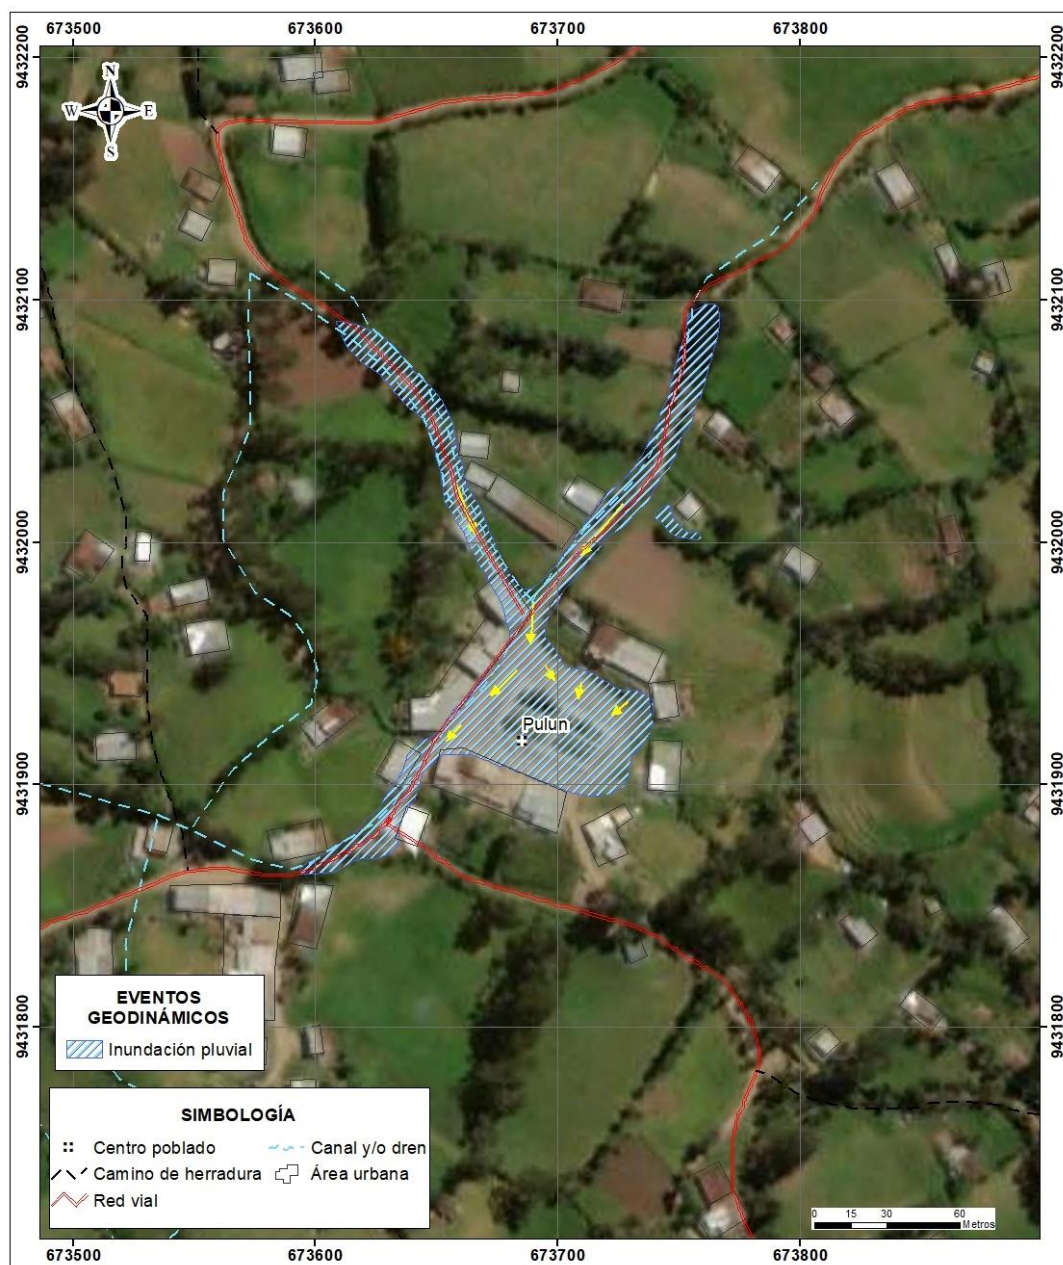 673500 673600 673700 673800
9432200 9432200
N
W E
S
9432100 9432100
9432000 9432000
Pulun
9431900 9431900
9431800 9431800
EVENTOS
GEODINÁMICOS
Inundación pluvial
SIMBOLOGÍA
Centro poblado Canal y/o dren
Camino de herradura Área urbana
Red vial
0 15 30 60
Metros
673500 673600 673700 673800